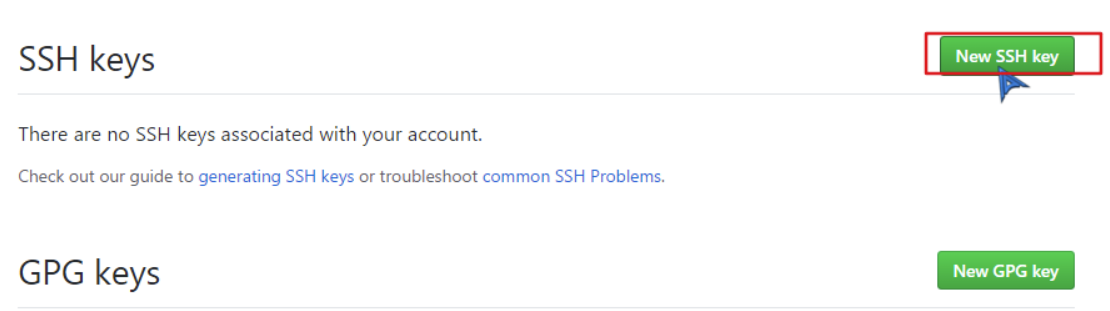 SSH keys
New SSH key
There are no SSH keys associated with your account.
Check out our guide to generating SSH keys or troubleshoot common SSH Problems.
GPG keys
New GPG key